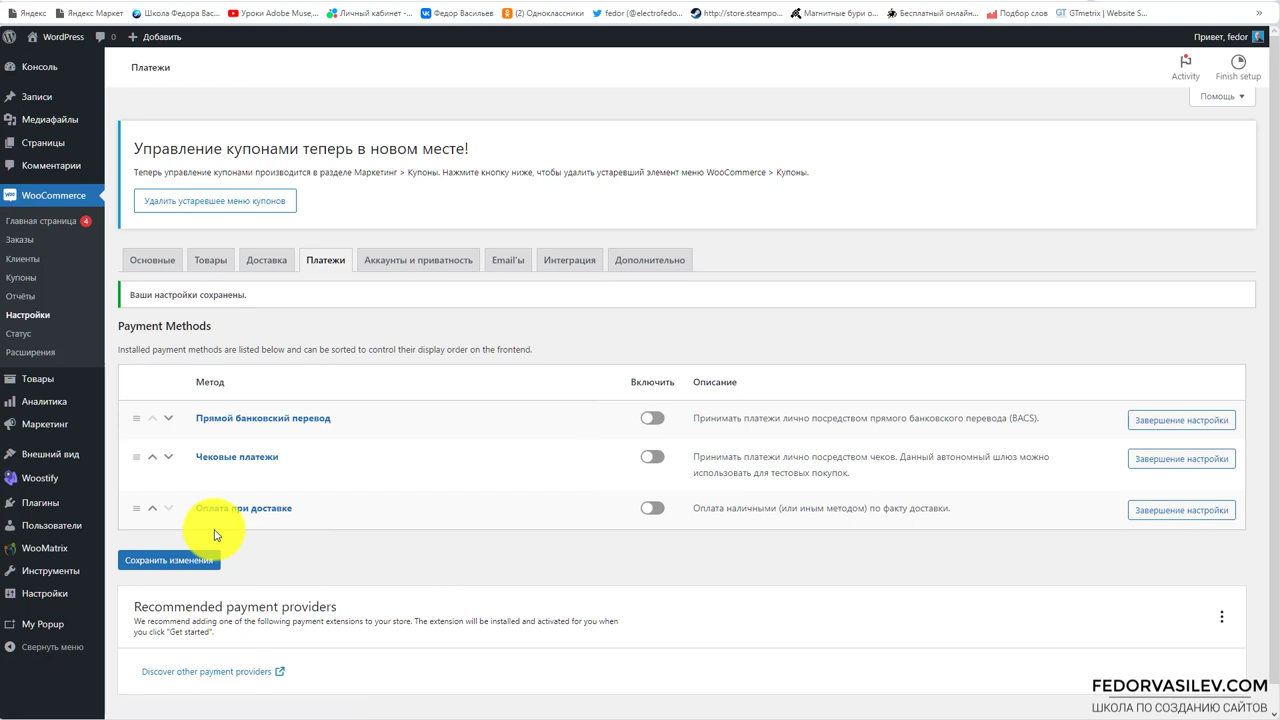 Яндекс
Яндекс Маркет
Школа Федора Вас...
Уроки Adobe Muse,...
Личный кабинет -...
Федор Васильев
(2) Одноклассники
fedor (@electrofedo...
http://store.steampo...
Магнитные бури о...
Бесплатный онлайн...
Подбор слов
GTmetrix | Website S...
»
WordPress
0
Добавить
Привет, fedor
Консоль
Записи
Медиафайлы
Страницы
Комментарии
WooCommerce
Главная страница 4
Заказы
Клиенты
Купоны
Отчёты
Настройки
Статус
Расширения
Товары
Аналитика
Маркетинг
Внешний вид
Woostify
Плагины
Пользователи
WooMatrix
Инструменты
Настройки
My Popup
Свернуть меню
Платежи
Activity
Finish setup
Помощь
Управление купонами теперь в новом месте!
Теперь управление купонами производится в разделе Маркетинг > Купоны. Нажмите кнопку ниже, чтобы удалить устаревший элемент меню WooCommerce > Купоны.
Удалить устаревшее меню купонов
Основные
Товары
Доставка
Платежи
Аккаунты и приватность
Email'ы
Интеграция
Дополнительно
Ваши настройки сохранены.
Payment Methods
Installed payment methods are listed below and can be sorted to control their display order on the frontend.
Метод
Включить
Описание
Прямой банковский перевод
Принимать платежи лично посредством прямого банковского перевода (BACS).
Завершение настройки
Чековые платежи
Принимать платежи лично посредством чеков. Данный автономный шлюз можно
использовать для тестовых покупок.
Завершение настройки
Оплата при доставке
Оплата наличными (или иным методом) по факту доставки.
Завершение настройки
Сохранить изменения
Recommended payment providers
We recommend adding one of the following payment extensions to your store. The extension will be installed and activated for you when
you click "Get started".
Discover other payment providers
FEDORVASILEV.COM
ШКОЛА ПО СОЗДАНИЮ САЙТОВ